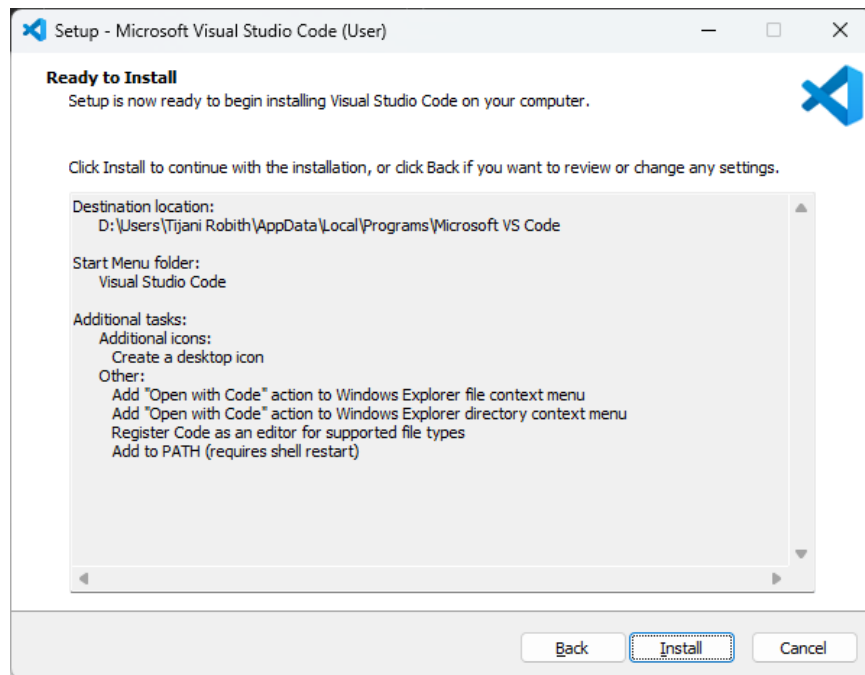 Setup - Microsoft Visual Studio Code (User)
Ready to Install
Setup is now ready to begin installing Visual Studio Code on your computer.
Click Install to continue with the installation, or click Back if you want to review or change any settings.
Destination location:
D:\Users\Tijani Robith\AppData\Local\Programs\Microsoft VS Code
Start Menu folder:
Visual Studio Code
Additional tasks:
Additional icons:
Create a desktop icon
Other:
Add "Open with Code" action to Windows Explorer file context menu
Add "Open with Code" action to Windows Explorer directory context menu
Register Code as an editor for supported file types
Add to PATH (requires shell restart)
Back Install Cancel